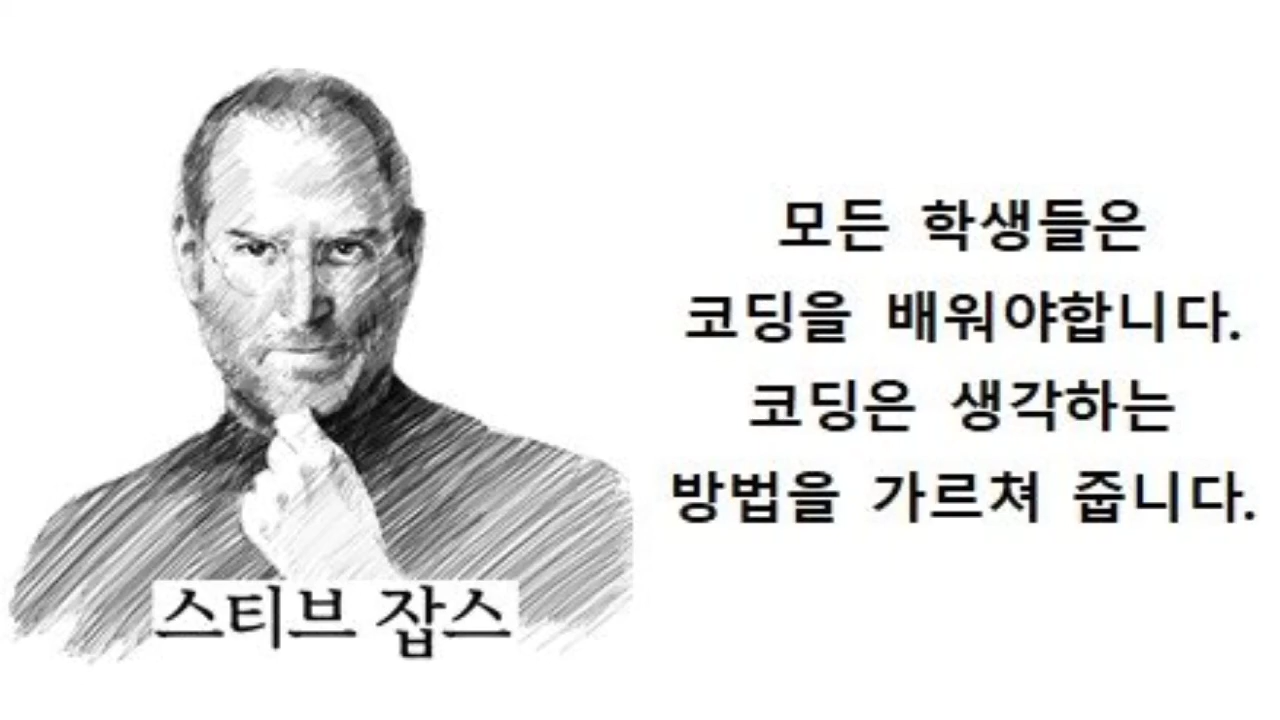 모든 학생들은
코딩을 배워야합니다.
코딩은 생각하는
방법을 가르쳐 줍니다.
스티브 잡스